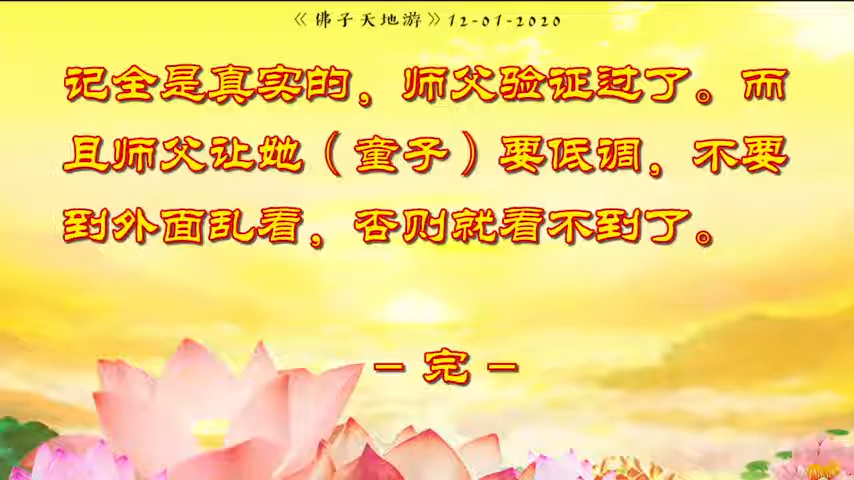 《佛子天地游》12-01-2020
记全是真实的，师父验证过了。而
且师父让她（童子）要低调，不要
到外面乱看，否则就看不到了。
- 完 -